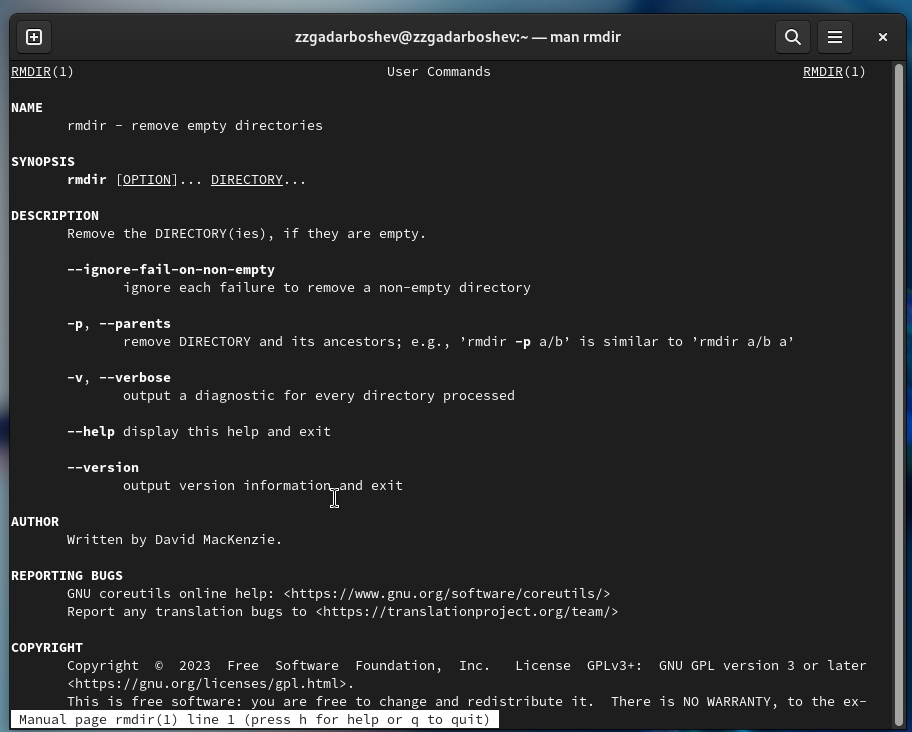 zzgadarboshev@zzgadarboshev:~ — man rmdir
RMDIR(1) User Commands RMDIR(1)
NAME
rmdir - remove empty directories
SYNOPSIS
rmdir [OPTION]... DIRECTORY...
DESCRIPTION
Remove the DIRECTORY(ies), if they are empty.
--ignore-fail-on-non-empty
ignore each failure to remove a non-empty directory
-p, --parents
remove DIRECTORY and its ancestors; e.g., ’rmdir -p a/b’ is similar to ’rmdir a/b a’
-v, --verbose
output a diagnostic for every directory processed
--help display this help and exit
--version
output version information and exit
AUTHOR
Written by David MacKenzie.
REPORTING BUGS
GNU coreutils online help: <https://www.gnu.org/software/coreutils/>
Report any translation bugs to <https://translationproject.org/team/>
COPYRIGHT
Copyright © 2023 Free Software Foundation, Inc. License GPLv3+: GNU GPL version 3 or later
<https://gnu.org/licenses/gpl.html>.
This is free software: you are free to change and redistribute it. There is NO WARRANTY, to the ex-
Manual page rmdir(1) line 1 (press h for help or q to quit)